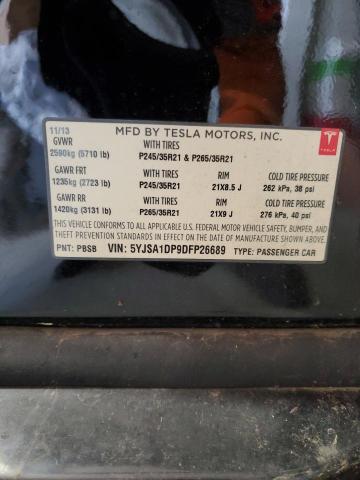 11/13 MFD BY TESLA MOTORS, INC.
GVWR WITH TIRES
2590kg (5710 lb) P245/35R21 & P265/35R21
TESLA
GAWR FRT WITH TIRES RIM COLD TIRE PRESSURE
1235kg (2723 lb) P245/35R21 21X8.5 J 262 kPa, 38 psi
GAWR RR WITH TIRES RIM COLD TIRE PRESSURE
1420kg (3131 lb) P265/35R21 21X9 J 276 kPa, 40 psi
THIS VEHICLE CONFORMS TO ALL APPLICABLE U.S. FEDERAL MOTOR VEHICLE SAFETY, BUMPER, AND
THEFT PREVENTION STANDARDS IN EFFECT ON THE DATE OF MANUFACTURE SHOWN ABOVE.
PNT: PBSB VIN: 5YJSA1DP9DFP26689 TYPE: PASSENGER CAR